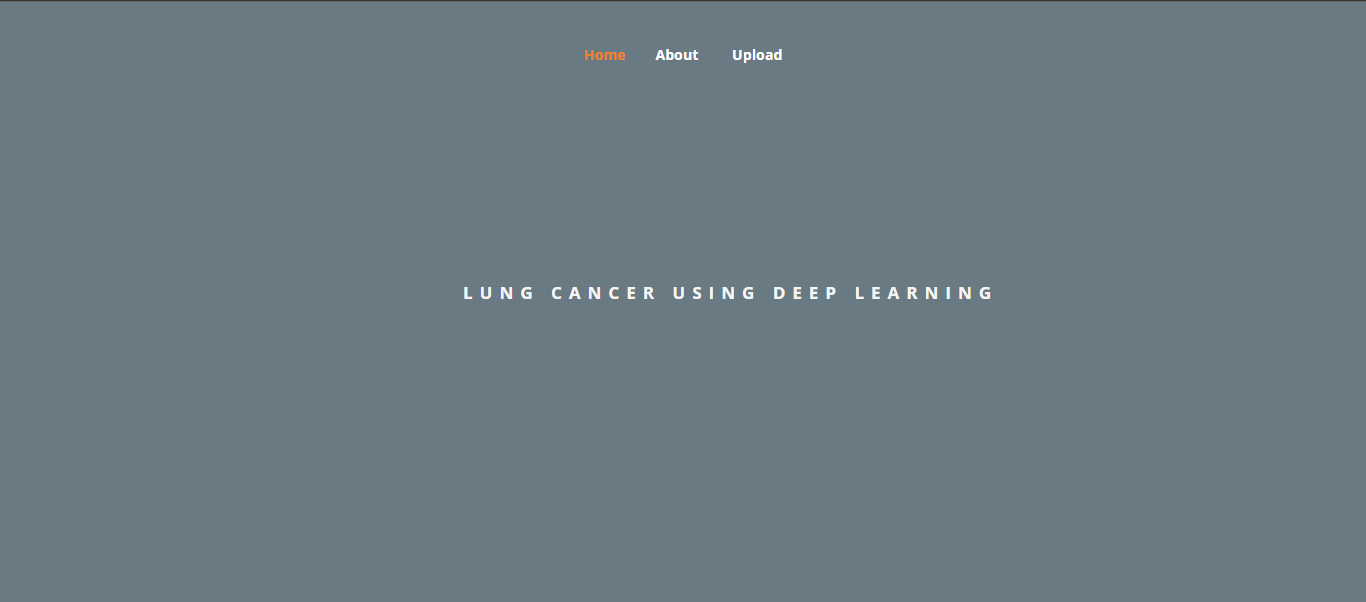 Home About Upload
LUNG CANCER USING DEEP LEARNING